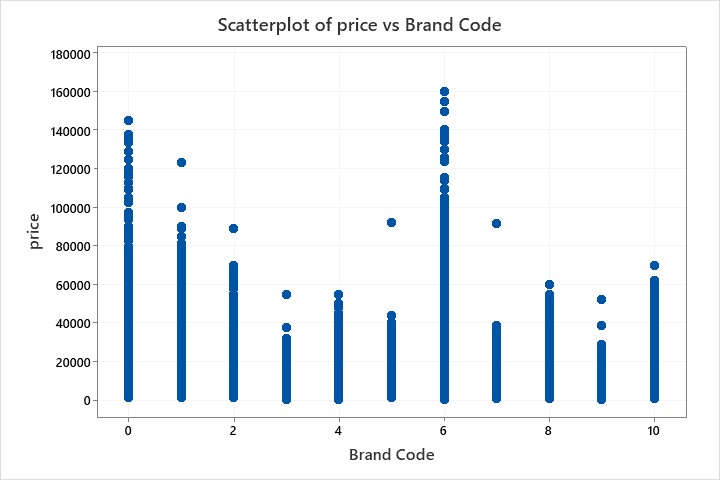 Scatterplot of price vs Brand Code
180000
160000
140000
120000
100000
80000
60000
40000
20000
0
price
0 2 4 6 8 10
Brand Code